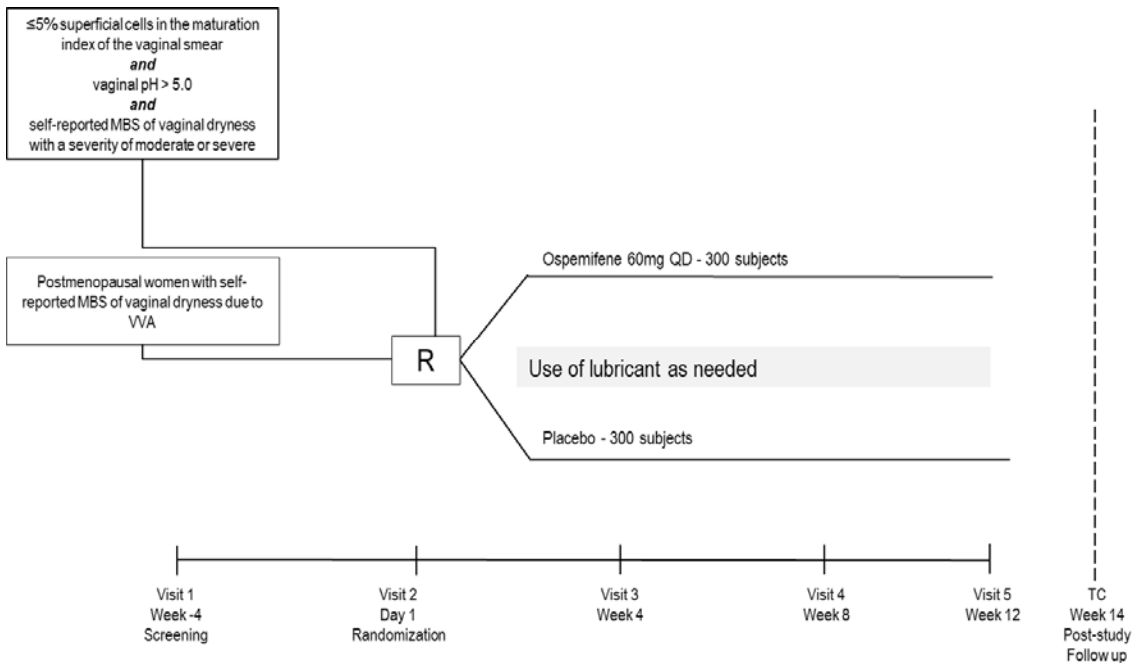 ≤5% superficial cells in the maturation
index of the vaginal smear
and
vaginal pH > 5.0
and
self-reported MBS of vaginal dryness
with a severity of moderate or severe
Postmenopausal women with self-
reported MBS of vaginal dryness due to
VVA
R
Ospemifene 60mg QD - 300 subjects
Use of lubricant as needed
Placebo - 300 subjects
Visit 1
Week -4
Screening
Visit 2
Day 1
Randomization
Visit 3
Week 4
Visit 4
Week 8
Visit 5
Week 12
TC
Week 14
Post-study
Follow up